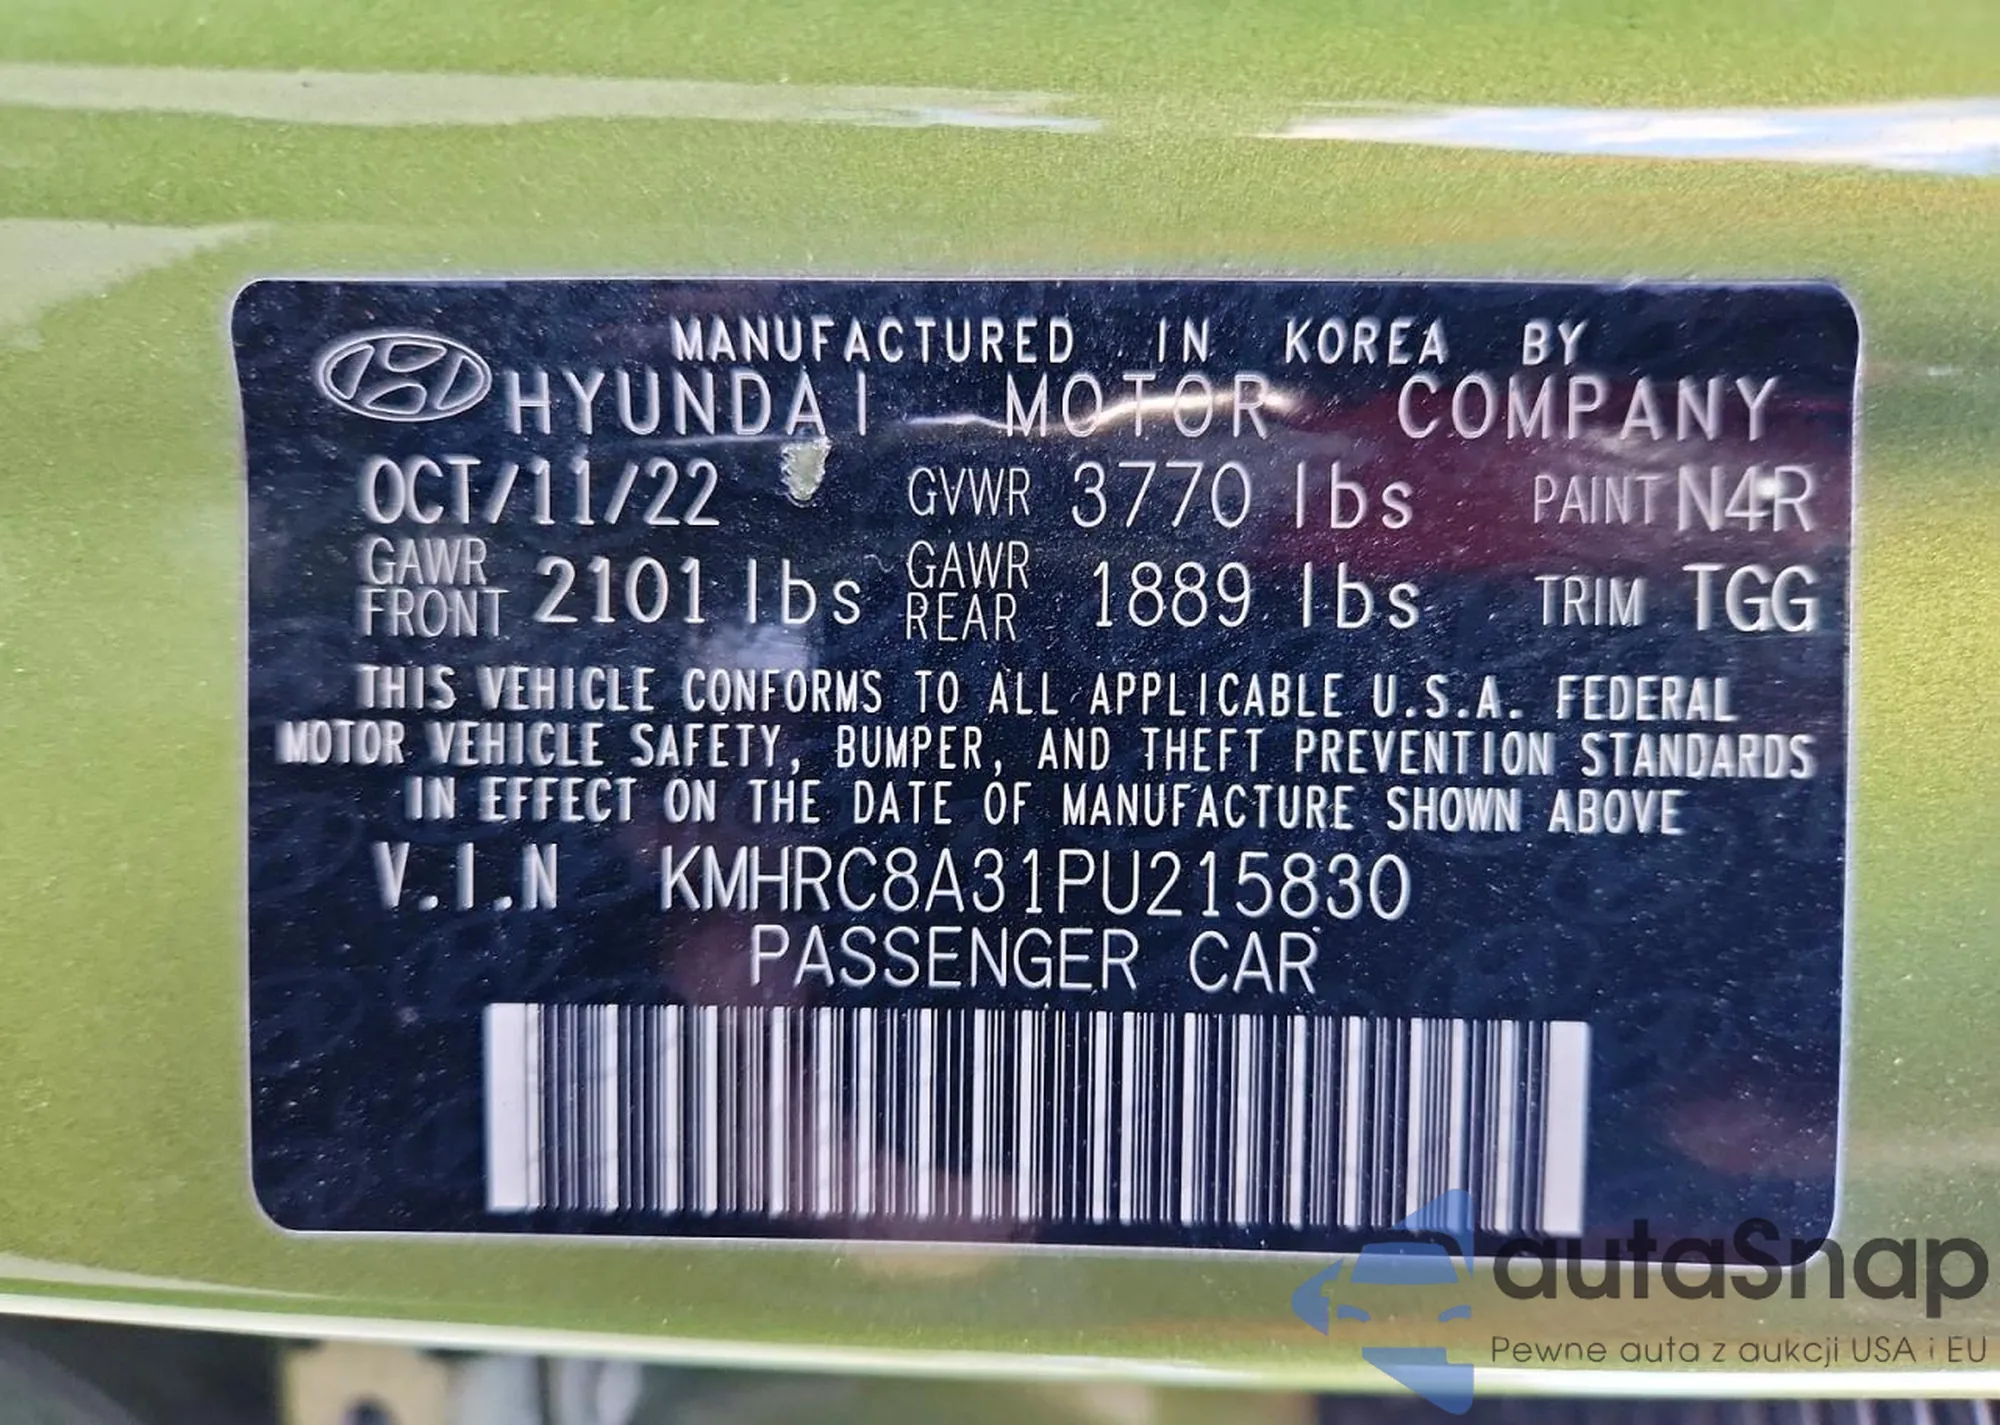 MANUFACTURED IN KOREA BY
HYUNDAI MOTOR COMPANY
OCT/11/22 GVWR 3770 lbs PAINT N4R
GAWR FRONT 2101 lbs GAWR REAR 1889 lbs TRIM TGG
THIS VEHICLE CONFORMS TO ALL APPLICABLE U.S.A. FEDERAL
MOTOR VEHICLE SAFETY, BUMPER, AND THEFT PREVENTION STANDARDS
IN EFFECT ON THE DATE OF MANUFACTURE SHOWN ABOVE
V.I.N KMHRC8A31PU215830
PASSENGER CAR
autaSnap
Pewne auta z aukcji USA i EU